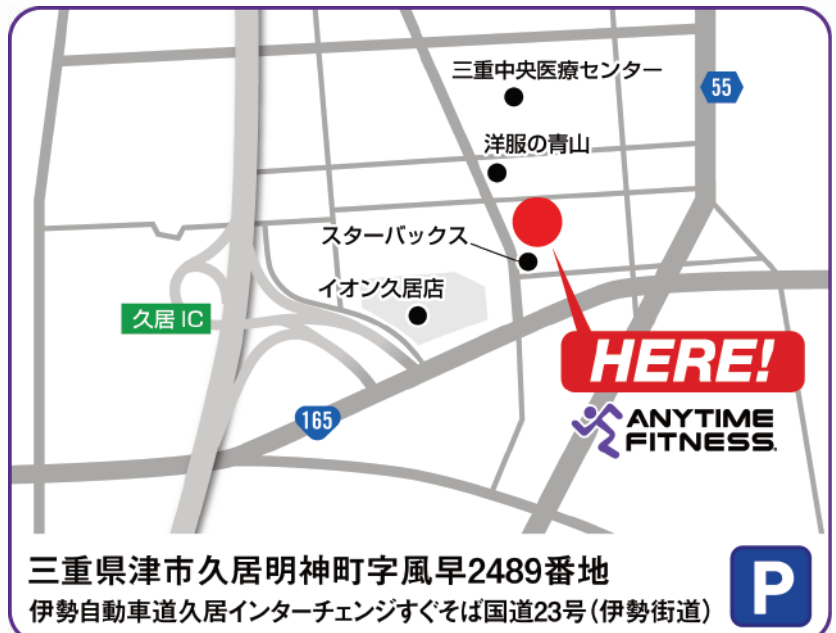 三重中央医療センター
55
洋服の青山
スターバックス
イオン久居店
久居 IC
HERE!
165
ANYTIME
FITNESS.
三重県津市久居明神町字風早2489番地
伊勢自動車道久居インターチェンジすぐそば国道23号(伊勢街道)
P